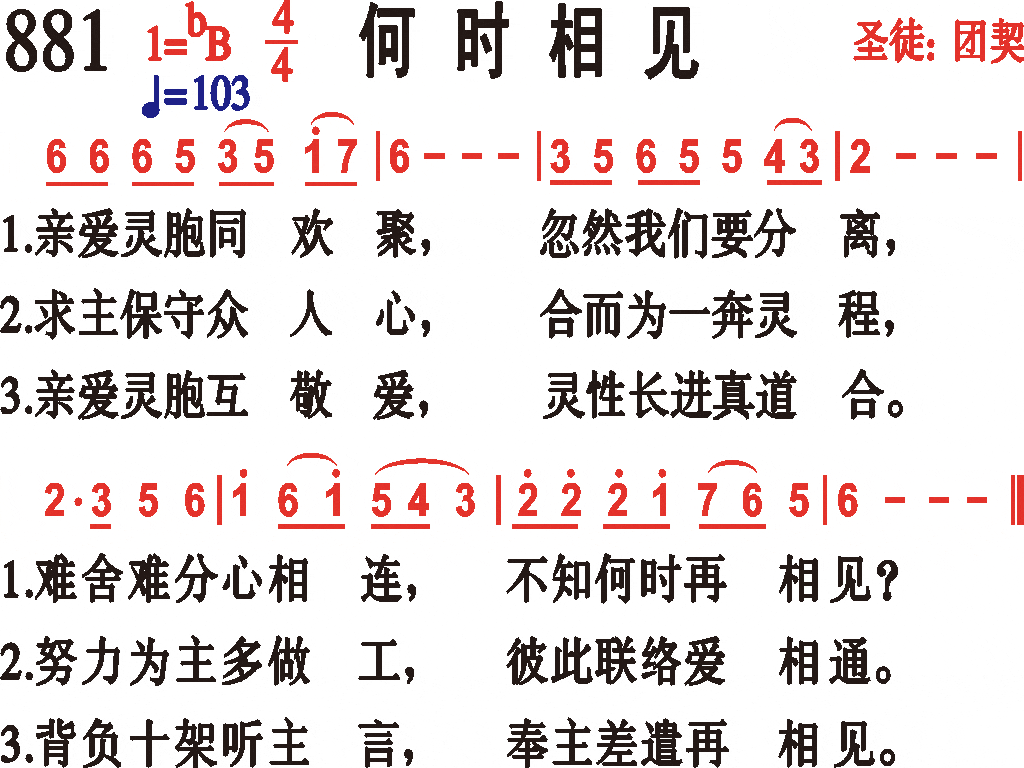 881 1=bB 4/4 何时相见 圣徒：团契
♩=103
6 6 6 5 3 5 i 7 | 6 - - - | 3 5 6 5 5 4 3 | 2 - - - |
1.亲爱灵胞同 欢 聚， 忽然我们要分 离，
2.求主保守众 人 心， 合而为一奔灵 程，
3.亲爱灵胞互 敬 爱， 灵性长进真道 合。
2·3 5 6 | i 6 i 5 4 3 | 2̇ 2̇ 2̇ i 7 6 5 | 6 - - - ‖
1.难舍难分心相 连， 不知何时再 相见？
2.努力为主多做 工， 彼此联络爱 相通。
3.背负十架听主 言， 奉主差遣再 相见。